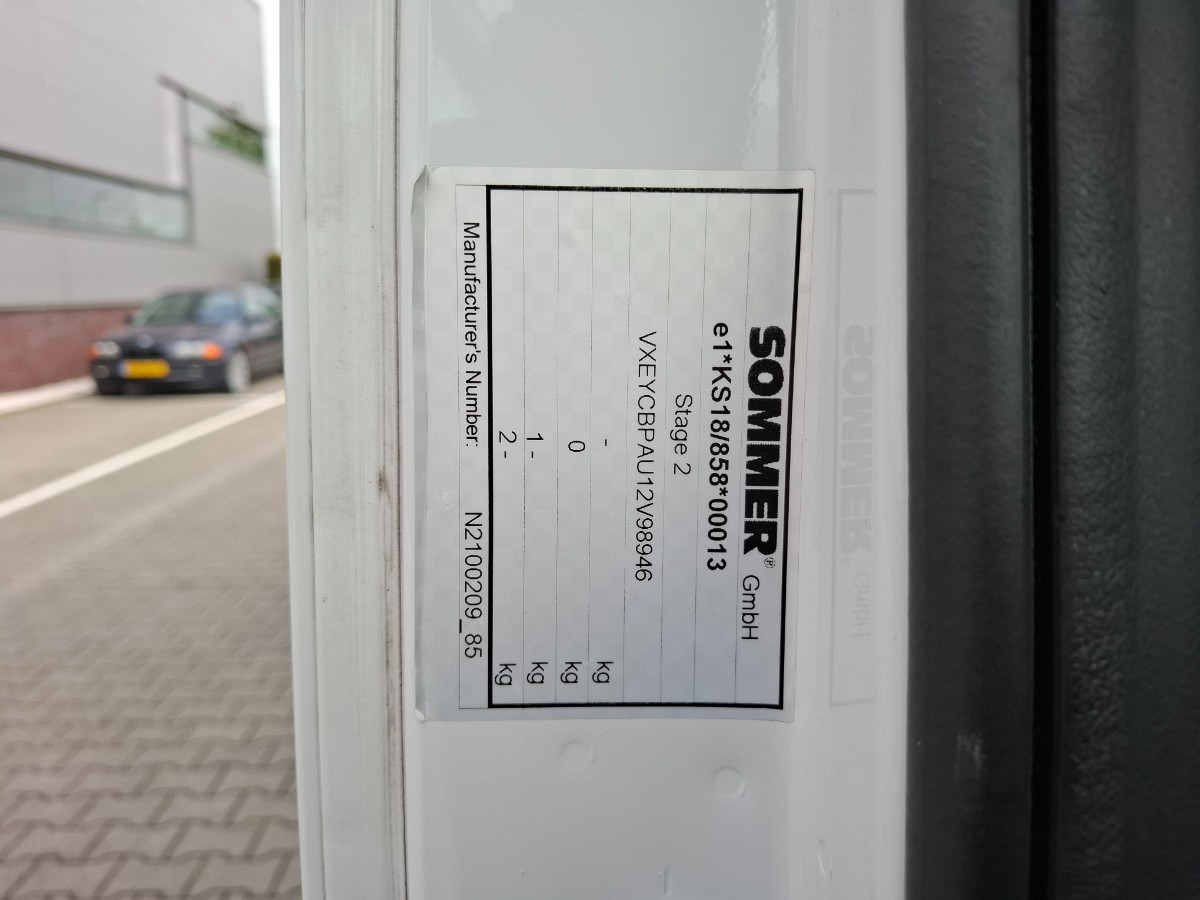 SOMMER® GmbH
e1*KS18/858*00013
Stage 2
VXEYCBPAU12V98946
- kg
0 kg
1 - kg
2 - kg
Manufacturer's Number: N2100209_85